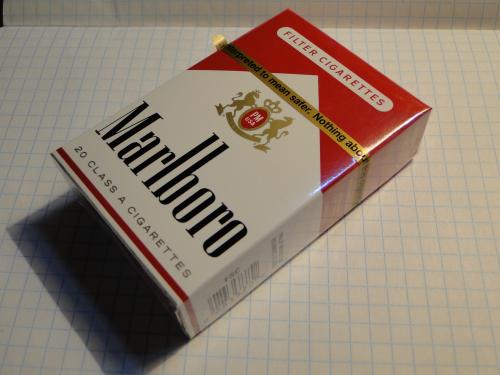 FILTER CIGARETTES
interpreted to mean safer. Nothing abo
PM
Marlboro
20 CLASS A CIGARETTES